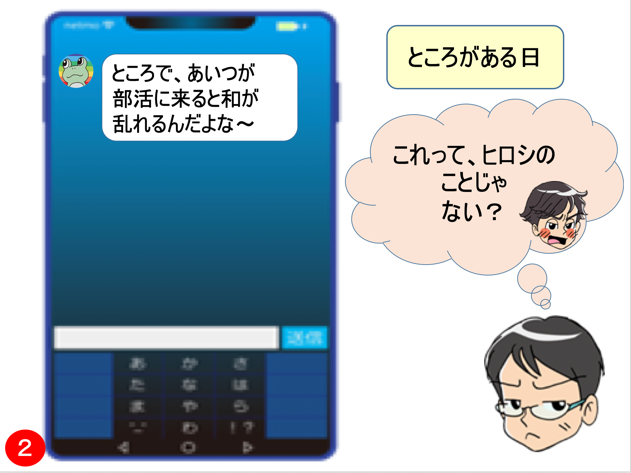 ところがある日
ところで、あいつが
部活に来ると和が
乱れるんだよな～
これって、ヒロシの
ことじゃ
ない？
送信
あ か さ
た な は
ま や ら
わ !?
2